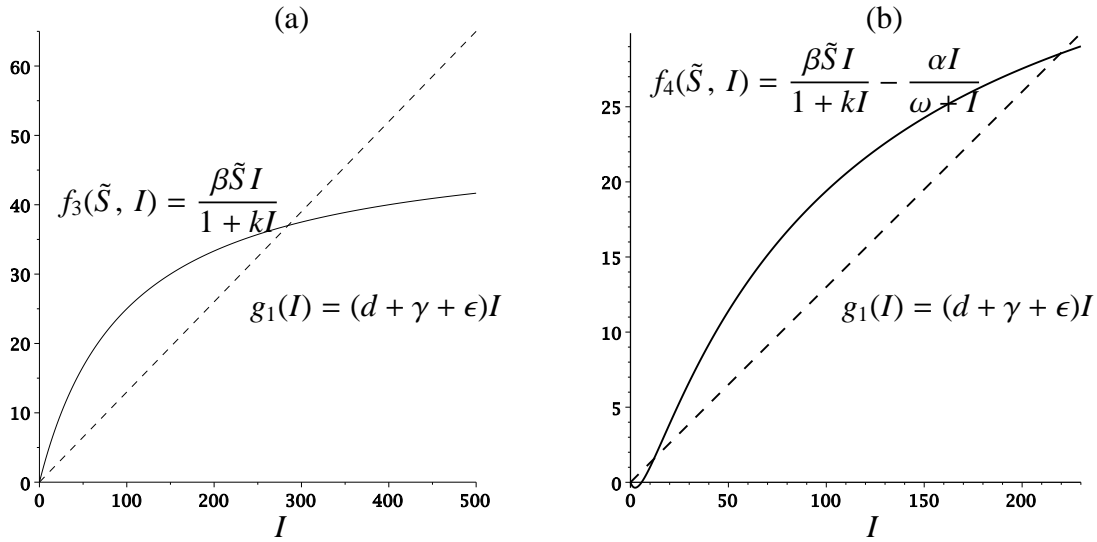 (a)
60
50
40
30
20
10
0
f₃(S̃, I) = βS̃I / (1 + kI)
g₁(I) = (d + γ + ϵ)I
0 100 200 300 400 500
I
(b)
25
20
15
10
5
0
f₄(S̃, I) = βS̃I / (1 + kI) − αI / (ω + I)
g₁(I) = (d + γ + ϵ)I
0 50 100 150 200
I